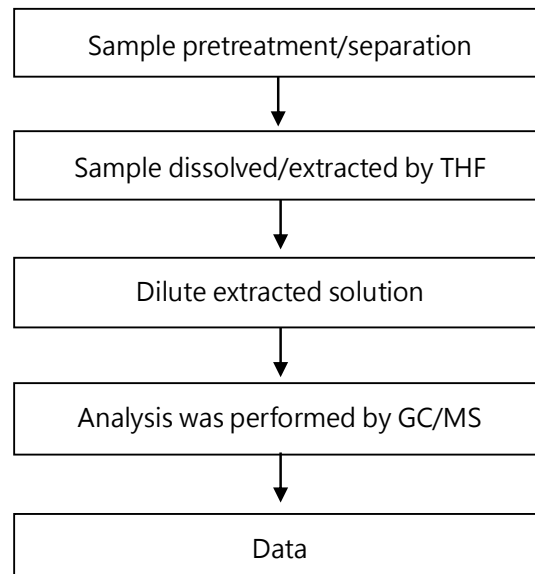 Sample pretreatment/separation
Sample dissolved/extracted by THF
Dilute extracted solution
Analysis was performed by GC/MS
Data